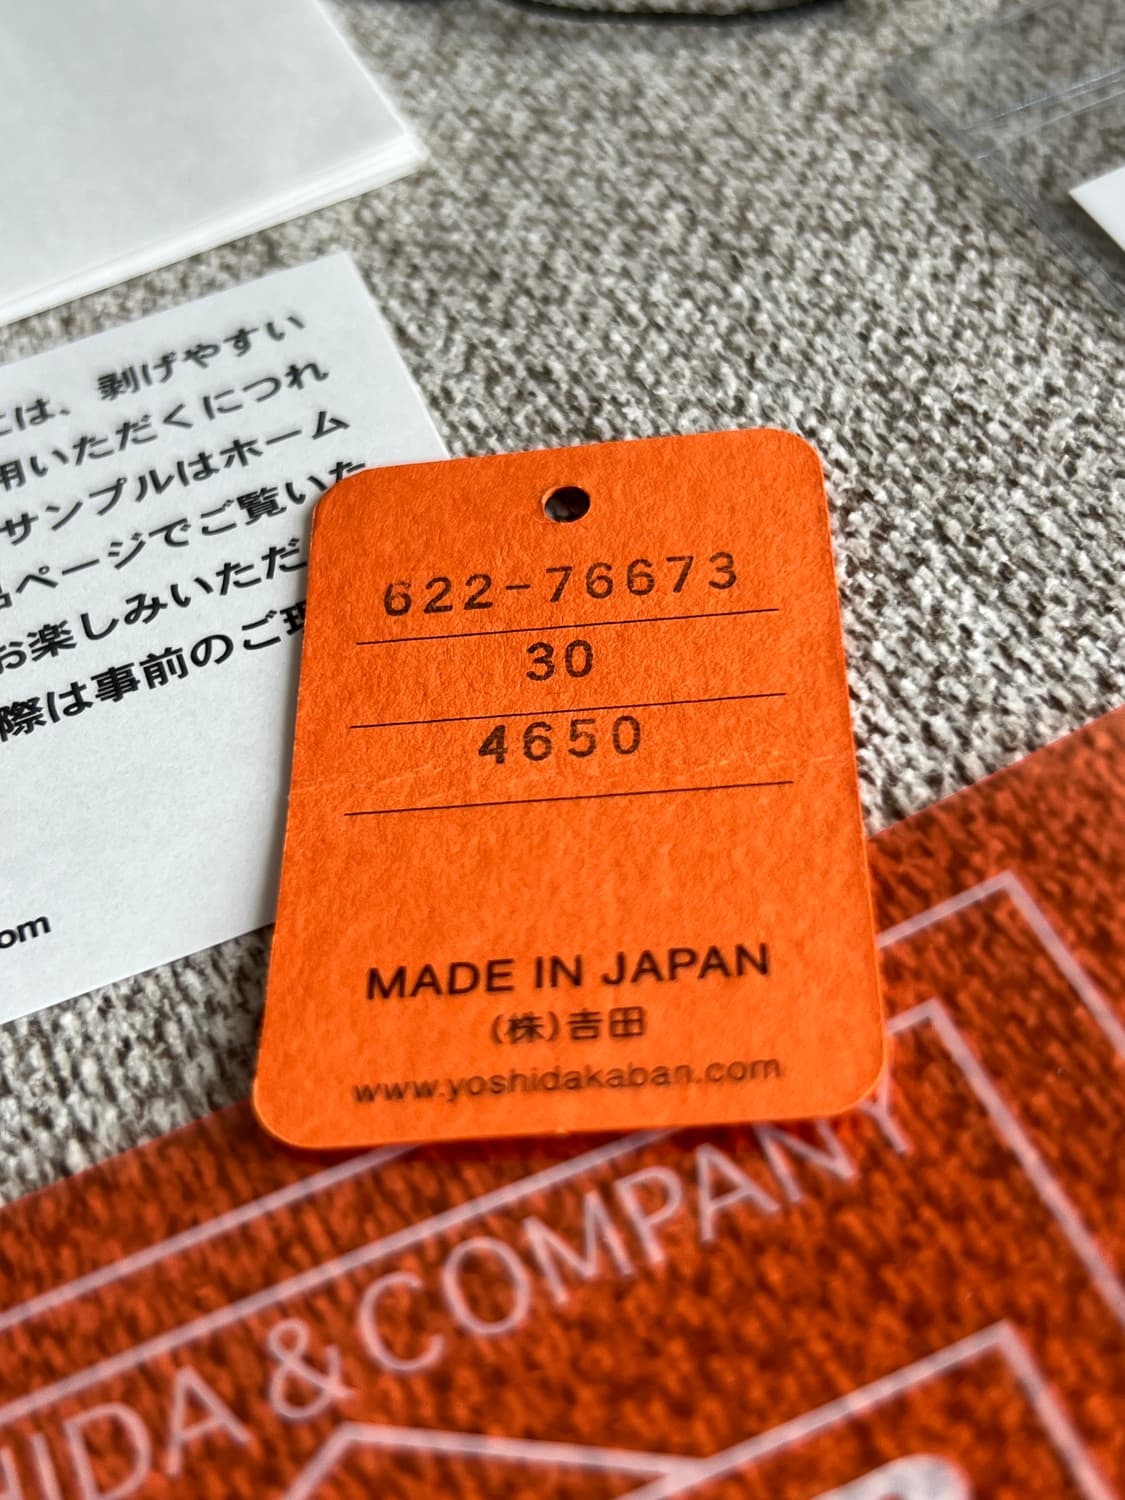 には、剥げやすい
用いただくにつれ
サンプルはホーム
ページでご覧いた
お楽しみいただ
際は事前のご理
om
622-76673
30
4650
MADE IN JAPAN
(株)吉田
www.yoshidakaban.com
HIDA & COMPANY